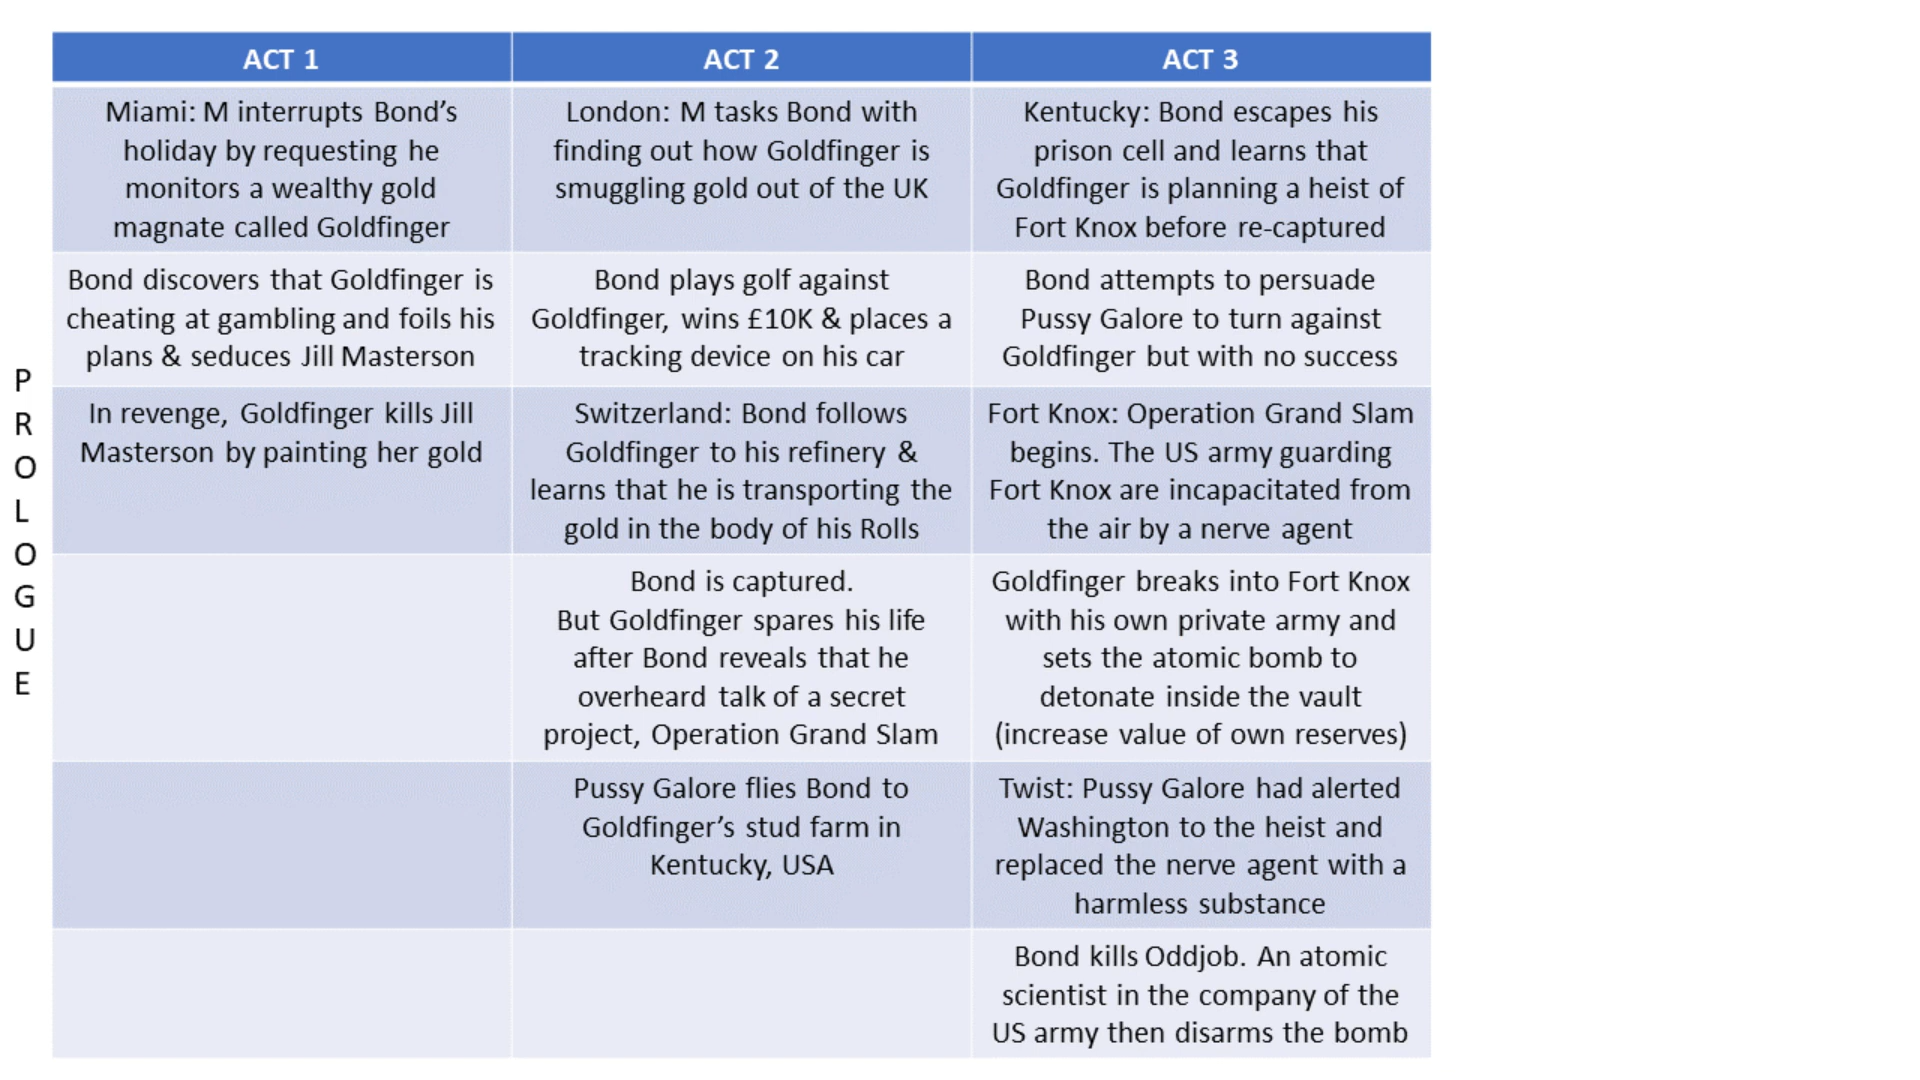 PROLOGUE
ACT 1
Miami: M interrupts Bond’s
holiday by requesting he
monitors a wealthy gold
magnate called Goldfinger
Bond discovers that Goldfinger is
cheating at gambling and foils his
plans & seduces Jill Masterson
In revenge, Goldfinger kills Jill
Masterson by painting her gold
ACT 2
London: M tasks Bond with
finding out how Goldfinger is
smuggling gold out of the UK
Bond plays golf against
Goldfinger, wins £10K & places a
tracking device on his car
Switzerland: Bond follows
Goldfinger to his refinery &
learns that he is transporting the
gold in the body of his Rolls
Bond is captured.
But Goldfinger spares his life
after Bond reveals that he
overheard talk of a secret
project, Operation Grand Slam
Pussy Galore flies Bond to
Goldfinger’s stud farm in
Kentucky, USA
ACT 3
Kentucky: Bond escapes his
prison cell and learns that
Goldfinger is planning a heist of
Fort Knox before re-captured
Bond attempts to persuade
Pussy Galore to turn against
Goldfinger but with no success
Fort Knox: Operation Grand Slam
begins. The US army guarding
Fort Knox are incapacitated from
the air by a nerve agent
Goldfinger breaks into Fort Knox
with his own private army and
sets the atomic bomb to
detonate inside the vault
(increase value of own reserves)
Twist: Pussy Galore had alerted
Washington to the heist and
replaced the nerve agent with a
harmless substance
Bond kills Oddjob. An atomic
scientist in the company of the
US army then disarms the bomb